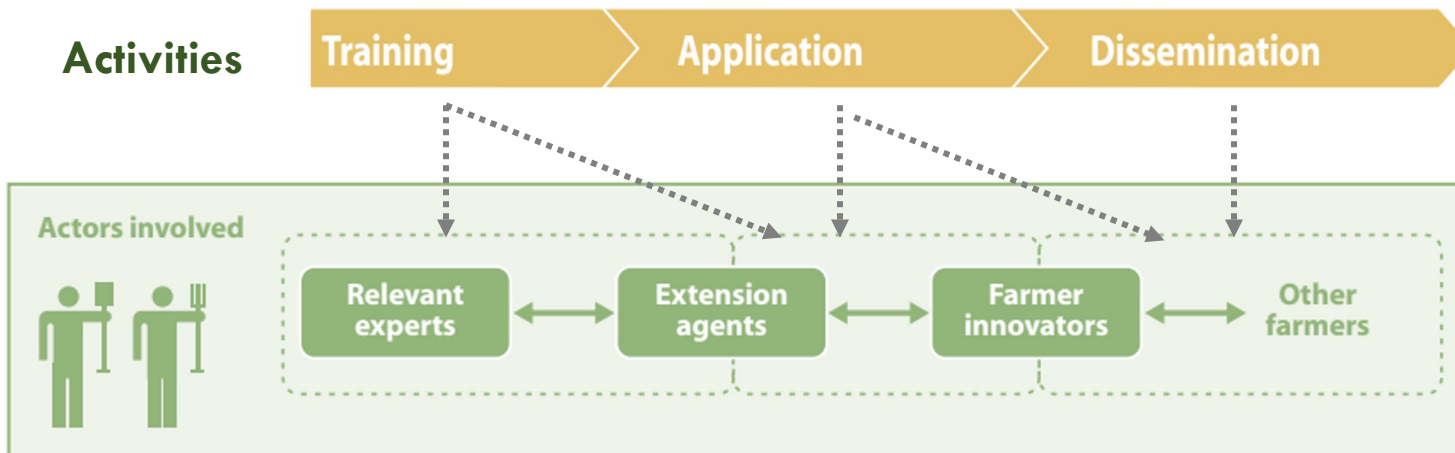 Activities
Training
Application
Dissemination
Actors involved
Relevant
experts
Extension
agents
Farmer
innovators
Other
farmers